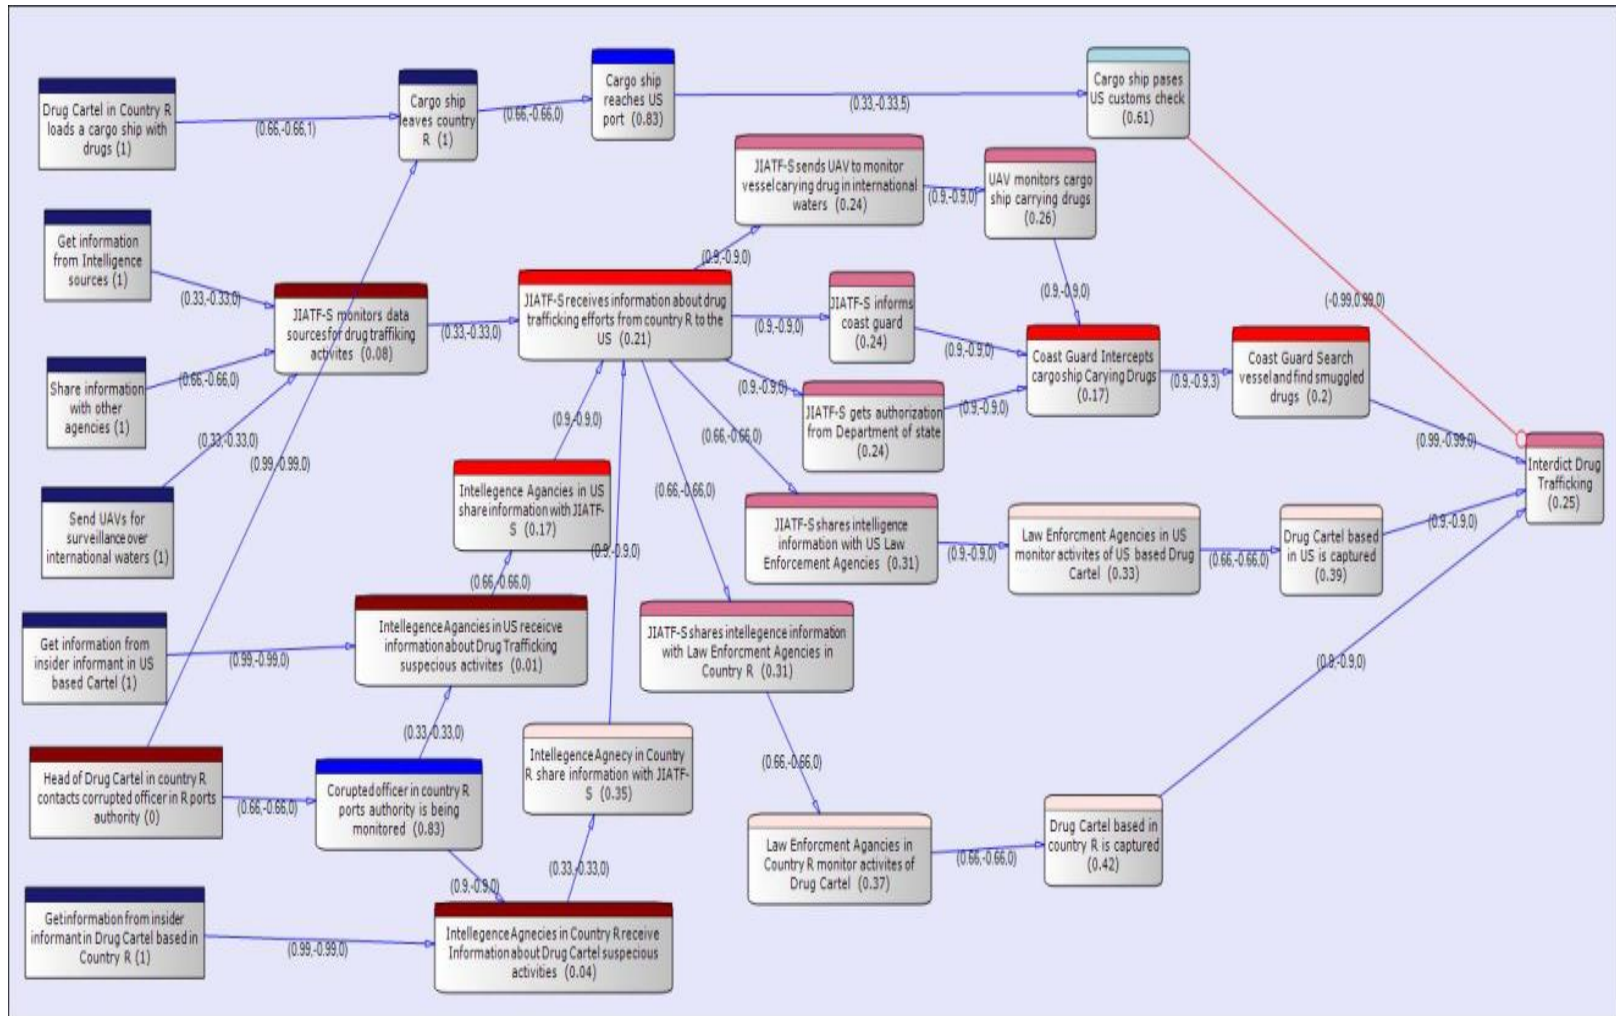 Drug Cartel in Country R
loads a cargo ship with
drugs (1)
(0.66,-0.66,1)
Cargo ship
leaves country
R (1)
(0.66,-0.66,0)
Cargo ship
reaches US
port (0.83)
(0.33,-0.33,5)
Cargo ship pases
US customs check
(0.61)
(-0.99,0.99,0)
Get information
from Intelligence
sources (1)
(0.33,-0.33,0)
Share information
with other
agencies (1)
(0.66,-0.66,0)
Send UAVs for
surveillance over
international waters (1)
(0.33,-0.33,0)
(0.99,-0.99,0)
JIATF-S monitors data
sources for drug traffiking
activites (0.08)
(0.33,-0.33,0)
JIATF-S receives information about drug
trafficking efforts from country R to the
US (0.21)
(0.9,-0.9,0)
JIATF-S sends UAV to monitor
vessel carying drug in international
waters (0.24)
(0.9,-0.9,0)
UAV monitors cargo
ship carrying drugs
(0.26)
(0.9,-0.9,0)
(0.9,-0.9,0)
JIATF-S informs
coast guard
(0.24)
(0.9,-0.9,0)
(0.9,-0.9,0)
JIATF-S gets authorization
from Department of state
(0.24)
(0.9,-0.9,0)
Coast Guard Intercepts
cargo ship Carying Drugs
(0.17)
(0.9,-0.9,3)
Coast Guard Search
vessel and find smuggled
drugs (0.2)
(0.99,-0.99,0)
Interdict Drug
Trafficking
(0.25)
(0.66,-0.66,0)
JIATF-S shares intelligence
information with US Law
Enforcement Agencies (0.31)
(0.9,-0.9,0)
Law Enforcment Agencies in US
monitor activites of US based Drug
Cartel (0.33)
(0.66,-0.66,0)
Drug Cartel based
in US is captured
(0.39)
(0.9,-0.9,0)
(0.66,-0.66,0)
JIATF-S shares intellegence information
with Law Enforcment Agencies in
Country R (0.31)
(0.66,-0.66,0)
Law Enforcment Agencies in
Country R monitor activites of
Drug Cartel (0.37)
(0.66,-0.66,0)
Drug Cartel based in
country R is captured
(0.42)
(0.9,-0.9,0)
(0.9,-0.9,0)
Intellegence Agencies in US
share information with JIATF-
S (0.17)
(0.66,-0.66,0)
(0.9,-0.9,0)
Get information from
insider informant in US
based Cartel (1)
(0.99,-0.99,0)
Intellegence Agencies in US receicve
information about Drug Trafficking
suspecious activites (0.01)
Head of Drug Cartel in country R
contacts corrupted officer in R ports
authority (0)
(0.66,-0.66,0)
Corupted officer in country R
ports authority is being
monitored (0.83)
(0.33,-0.33,0)
(0.9,-0.9,0)
Intellegence Agnecy in Country
R share information with JIATF-
S (0.35)
(0.33,-0.33,0)
Get information from insider
informant in Drug Cartel based in
Country R (1)
(0.99,-0.99,0)
Intellegence Agnecies in Country R receive
Information about Drug Cartel suspecious
activities (0.04)